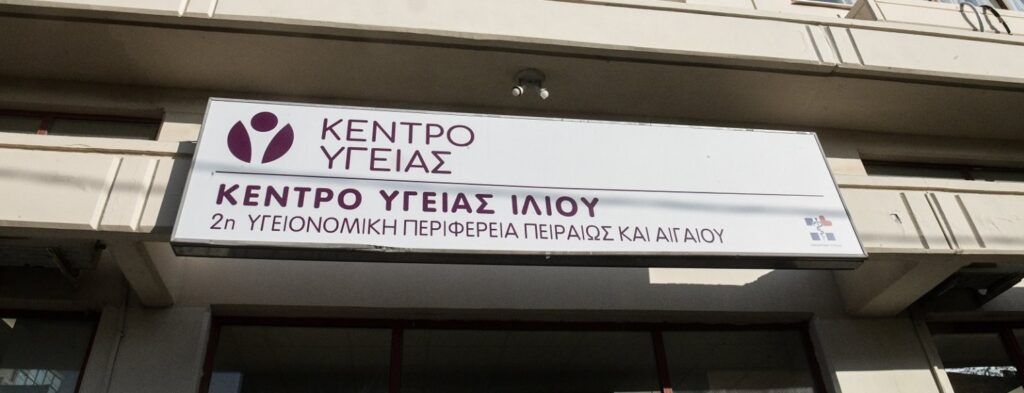 ΚΕΝΤΡΟ
ΥΓΕΙΑΣ
ΚΕΝΤΡΟ ΥΓΕΙΑΣ ΙΛΙΟΥ
2η ΥΓΕΙΟΝΟΜΙΚΗ ΠΕΡΙΦΕΡΕΙΑ ΠΕΙΡΑΙΩΣ ΚΑΙ ΑΙΓΑΙΟΥ